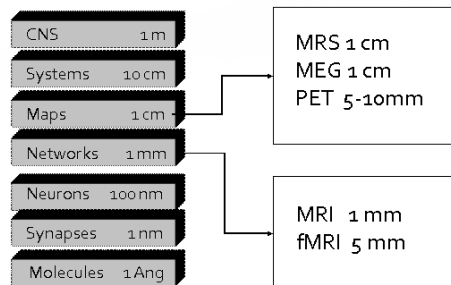 CNS 1 m
Systems 10 cm
Maps 1 cm
Networks 1 mm
Neurons 100 nm
Synapses 1 nm
Molecules 1 Ang
MRS 1 cm
MEG 1 cm
PET 5-10mm
MRI 1 mm
fMRI 5 mm